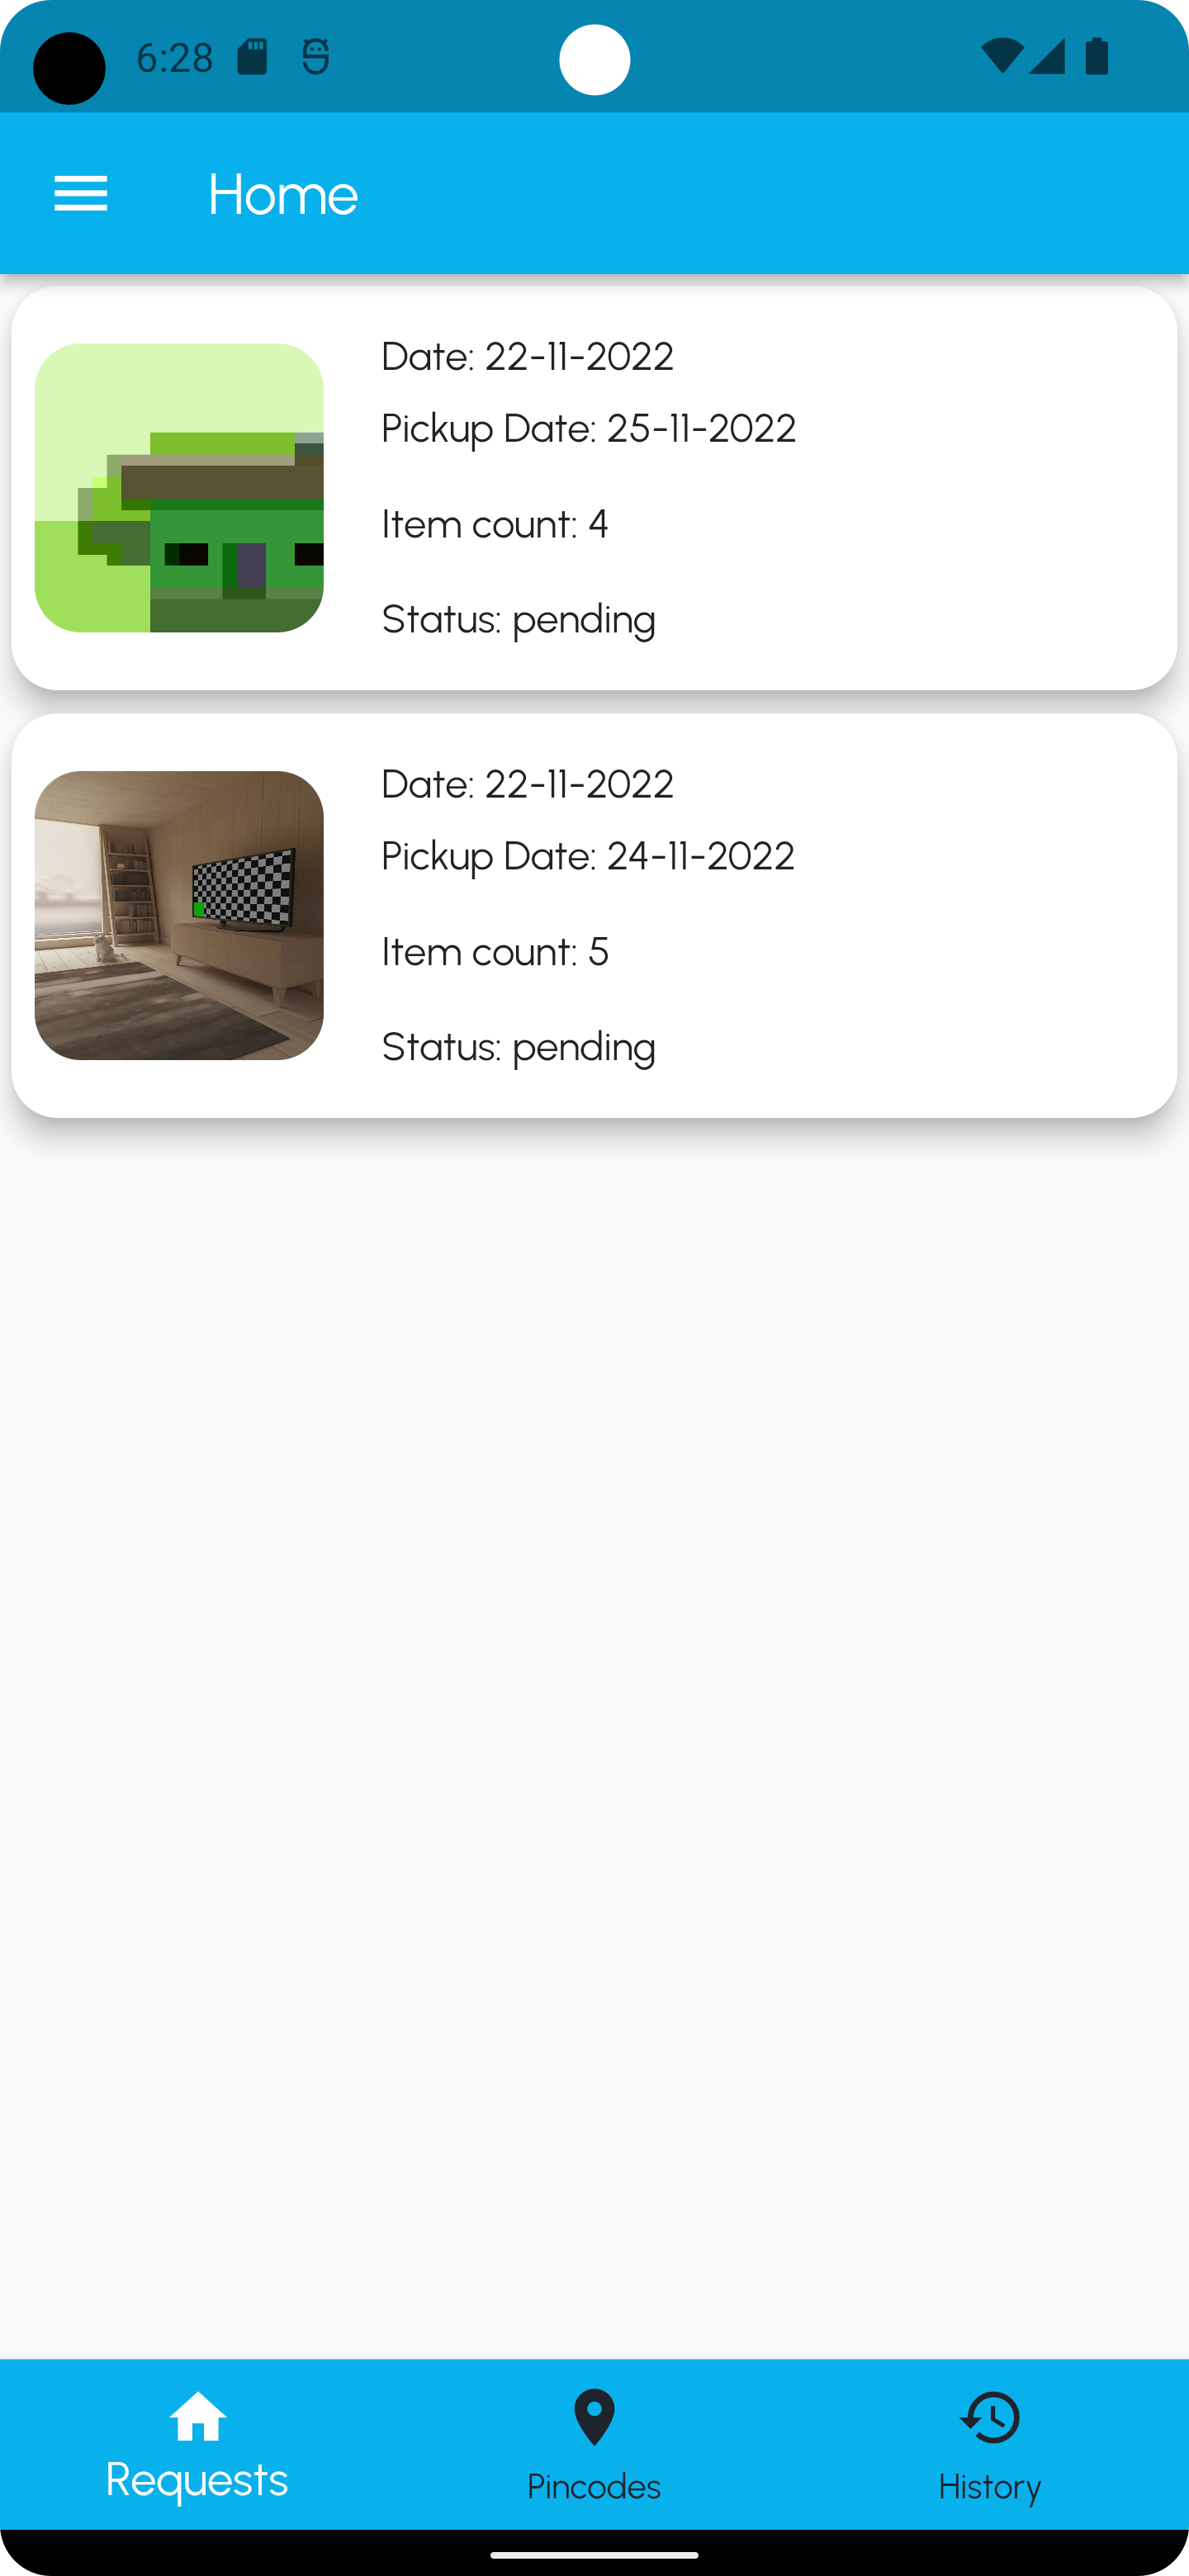 6:28
Home
Date: 22-11-2022
Pickup Date: 25-11-2022
Item count: 4
Status: pending
Date: 22-11-2022
Pickup Date: 24-11-2022
Item count: 5
Status: pending
Requests
Pincodes
History